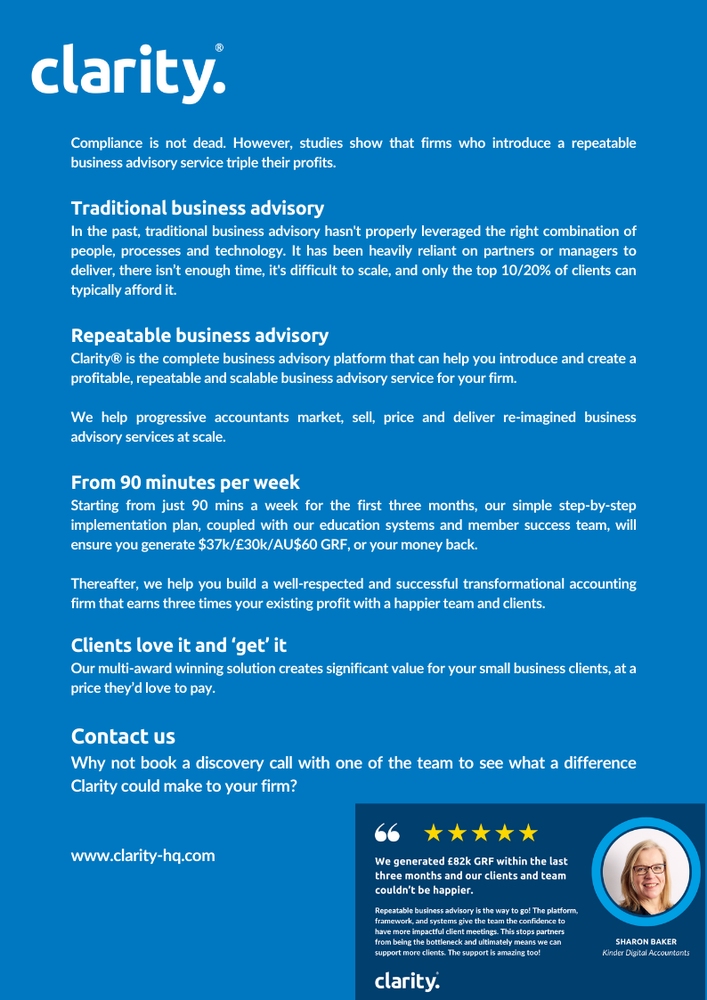 clarity.®
Compliance is not dead. However, studies show that firms who introduce a repeatable
business advisory service triple their profits.
Traditional business advisory
In the past, traditional business advisory hasn't properly leveraged the right combination of
people, processes and technology. It has been heavily reliant on partners or managers to
deliver, there isn’t enough time, it's difficult to scale, and only the top 10/20% of clients can
typically afford it.
Repeatable business advisory
Clarity® is the complete business advisory platform that can help you introduce and create a
profitable, repeatable and scalable business advisory service for your firm.
We help progressive accountants market, sell, price and deliver re-imagined business
advisory services at scale.
From 90 minutes per week
Starting from just 90 mins a week for the first three months, our simple step-by-step
implementation plan, coupled with our education systems and member success team, will
ensure you generate $37k/£30k/AU$60 GRF, or your money back.
Thereafter, we help you build a well-respected and successful transformational accounting
firm that earns three times your existing profit with a happier team and clients.
Clients love it and ‘get’ it
Our multi-award winning solution creates significant value for your small business clients, at a
price they’d love to pay.
Contact us
Why not book a discovery call with one of the team to see what a difference
Clarity could make to your firm?
www.clarity-hq.com
“
We generated £82k GRF within the last
three months and our clients and team
couldn’t be happier.
Repeatable business advisory is the way to go! The platform,
framework, and systems give the team the confidence to
have more impactful client meetings. This stops partners
from being the bottleneck and ultimately means we can
support more clients. The support is amazing too!
SHARON BAKER
Kinder Digital Accountants
clarity.®